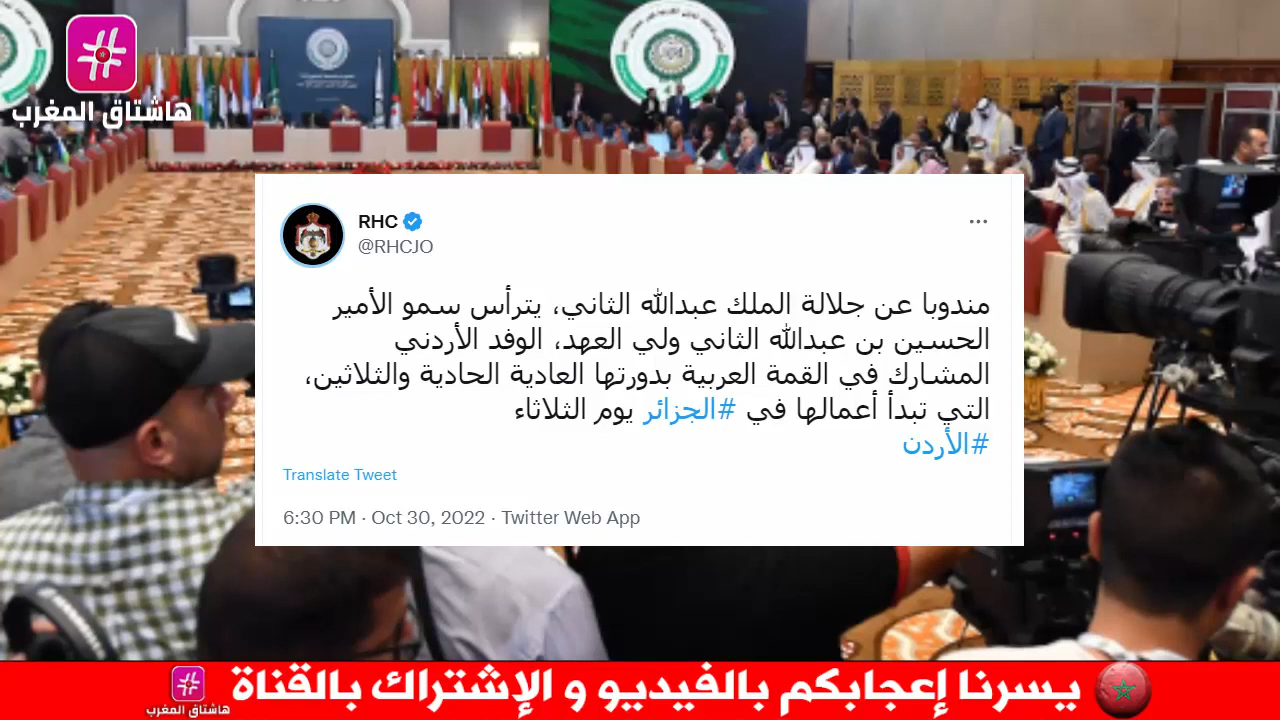 هاشتاق المغرب
RHC
@RHCJO
مندوبا عن جلالة الملك عبدالله الثاني، يترأس سمو الأمير
الحسين بن عبدالله الثاني ولي العهد، الوفد الأردني
المشارك في القمة العربية بدورتها العادية الحادية والثلاثين،
التي تبدأ أعمالها في #الجزائر يوم الثلاثاء
#الأردن
Translate Tweet
6:30 PM · Oct 30, 2022 · Twitter Web App
يسرنا إعجابكم بالفيديو و الإشتراك بالقناة
هاشتاق المغرب